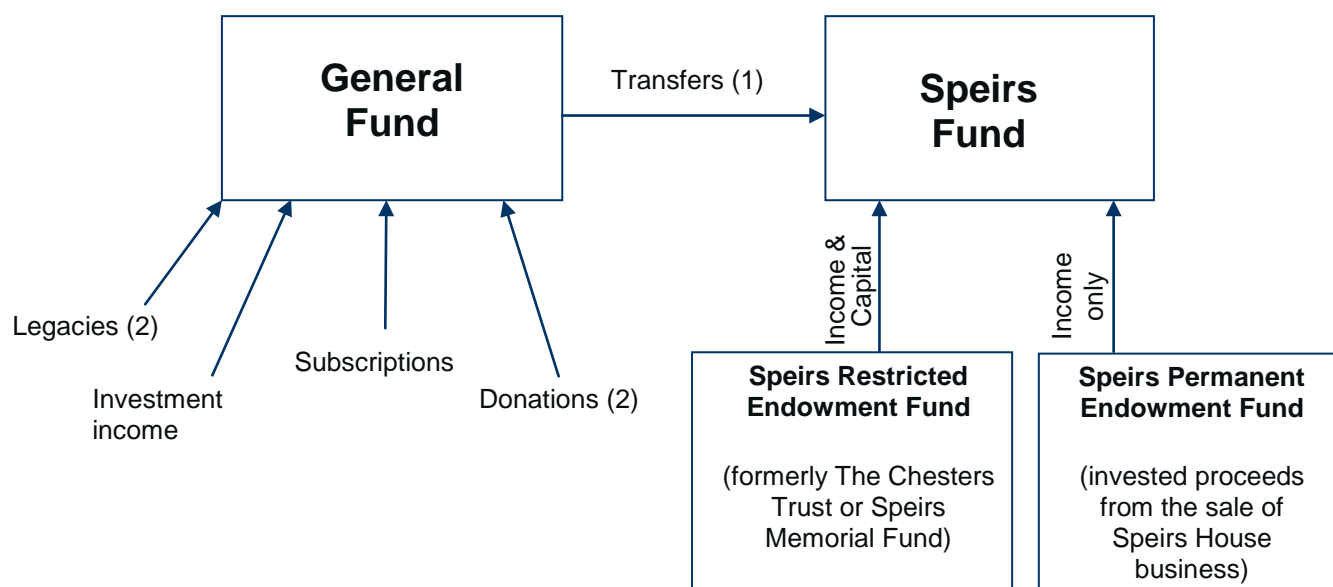 General
Fund
Transfers (1)
Speirs
Fund
Legacies (2)
Investment
income
Subscriptions
Donations (2)
Income &
Capital
Income
only
Speirs Restricted
Endowment Fund
(formerly The Chesters
Trust or Speirs
Memorial Fund)
Speirs Permanent
Endowment Fund
(invested proceeds
from the sale of
Speirs House
business)